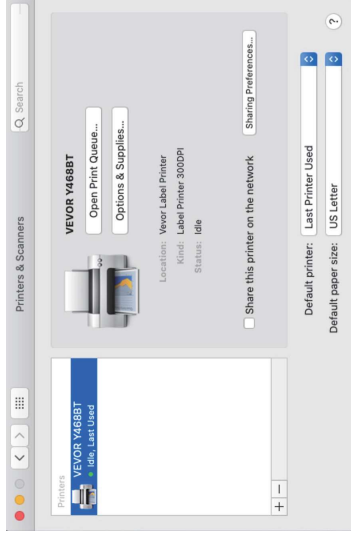 Printers & Scanners
Search
Printers
VEVOR Y468BT
Idle, Last Used
+ −
VEVOR Y468BT
Open Print Queue...
Options & Supplies...
Location: Vevor Label Printer
Kind: Label Printer 300DPI
Status: Idle
Share this printer on the network
Sharing Preferences...
Default printer: Last Printer Used
Default paper size: US Letter
?